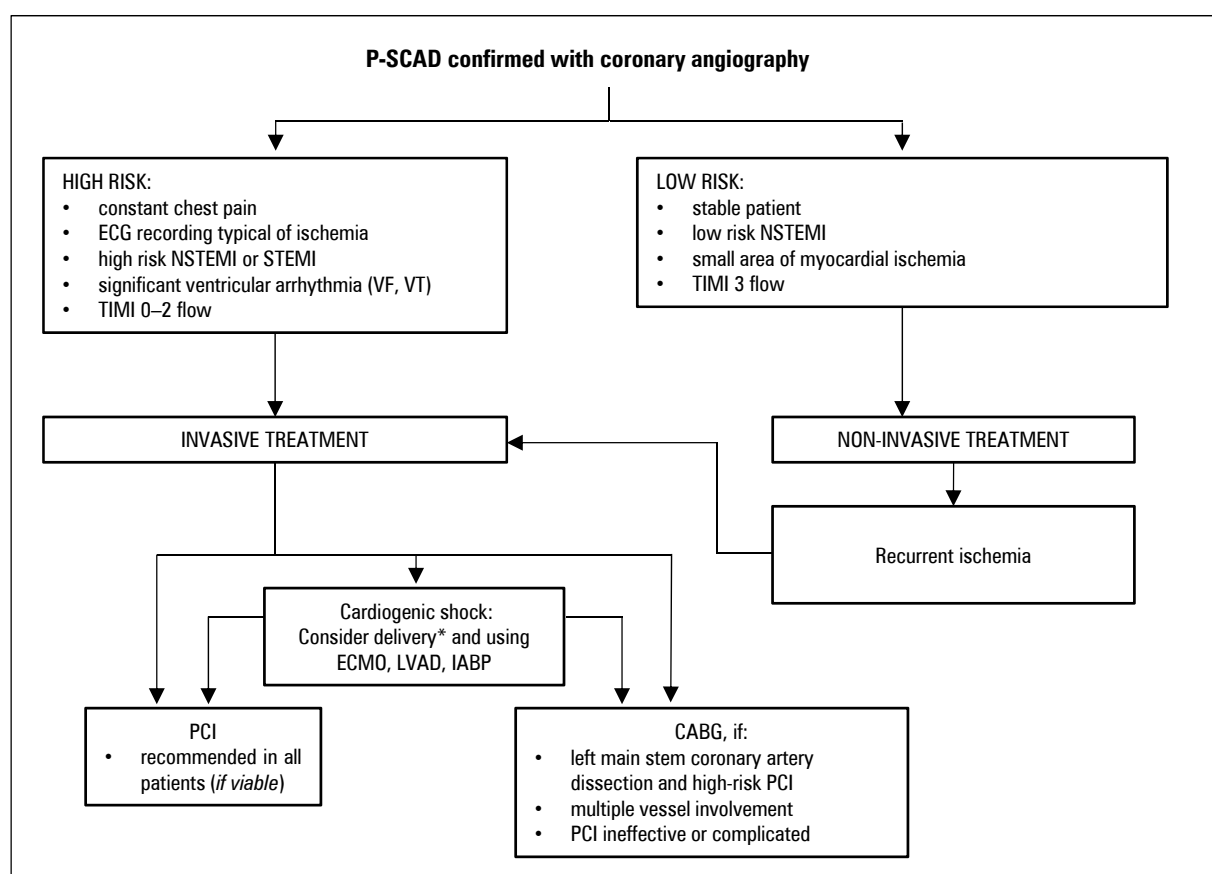 P-SCAD confirmed with coronary angiography
HIGH RISK:
• constant chest pain
• ECG recording typical of ischemia
• high risk NSTEMI or STEMI
• significant ventricular arrhythmia (VF, VT)
• TIMI 0–2 flow
LOW RISK:
• stable patient
• low risk NSTEMI
• small area of myocardial ischemia
• TIMI 3 flow
INVASIVE TREATMENT
NON-INVASIVE TREATMENT
Recurrent ischemia
Cardiogenic shock:
Consider delivery* and using
ECMO, LVAD, IABP
PCI
• recommended in all
patients (if viable)
CABG, if:
• left main stem coronary artery
dissection and high-risk PCI
• multiple vessel involvement
• PCI ineffective or complicated